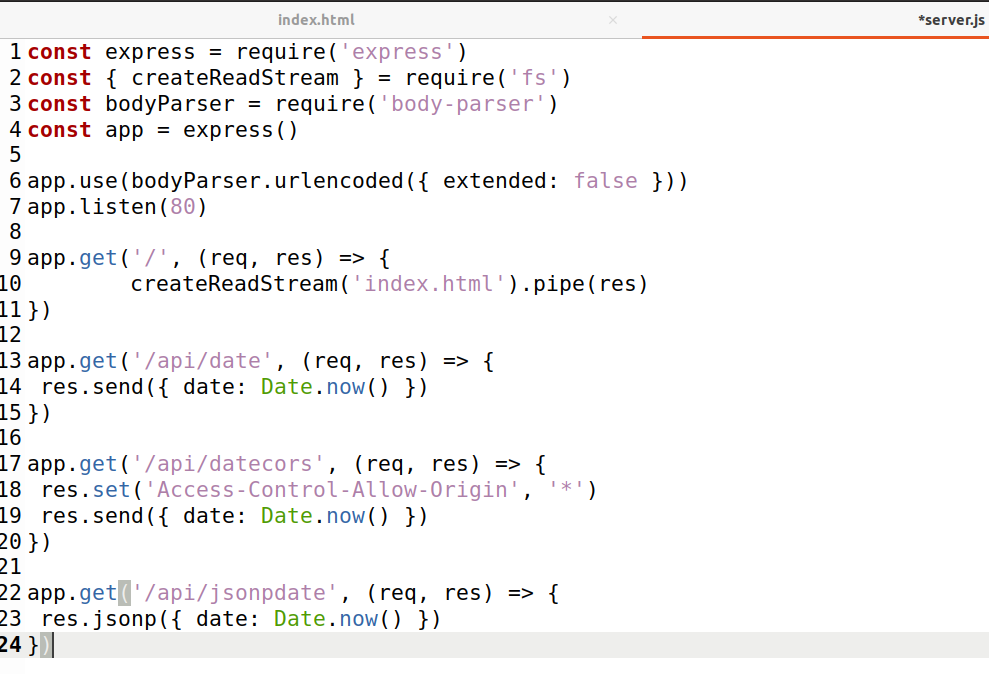 index.html × *server.js
1 const express = require('express')
2 const { createReadStream } = require('fs')
3 const bodyParser = require('body-parser')
4 const app = express()
5
6 app.use(bodyParser.urlencoded({ extended: false }))
7 app.listen(80)
8
9 app.get('/', (req, res) => {
10         createReadStream('index.html').pipe(res)
11 })
12
13 app.get('/api/date', (req, res) => {
14  res.send({ date: Date.now() })
15 })
16
17 app.get('/api/datecors', (req, res) => {
18  res.set('Access-Control-Allow-Origin', '*')
19  res.send({ date: Date.now() })
20 })
21
22 app.get('/api/jsonpdate', (req, res) => {
23  res.jsonp({ date: Date.now() })
24 })